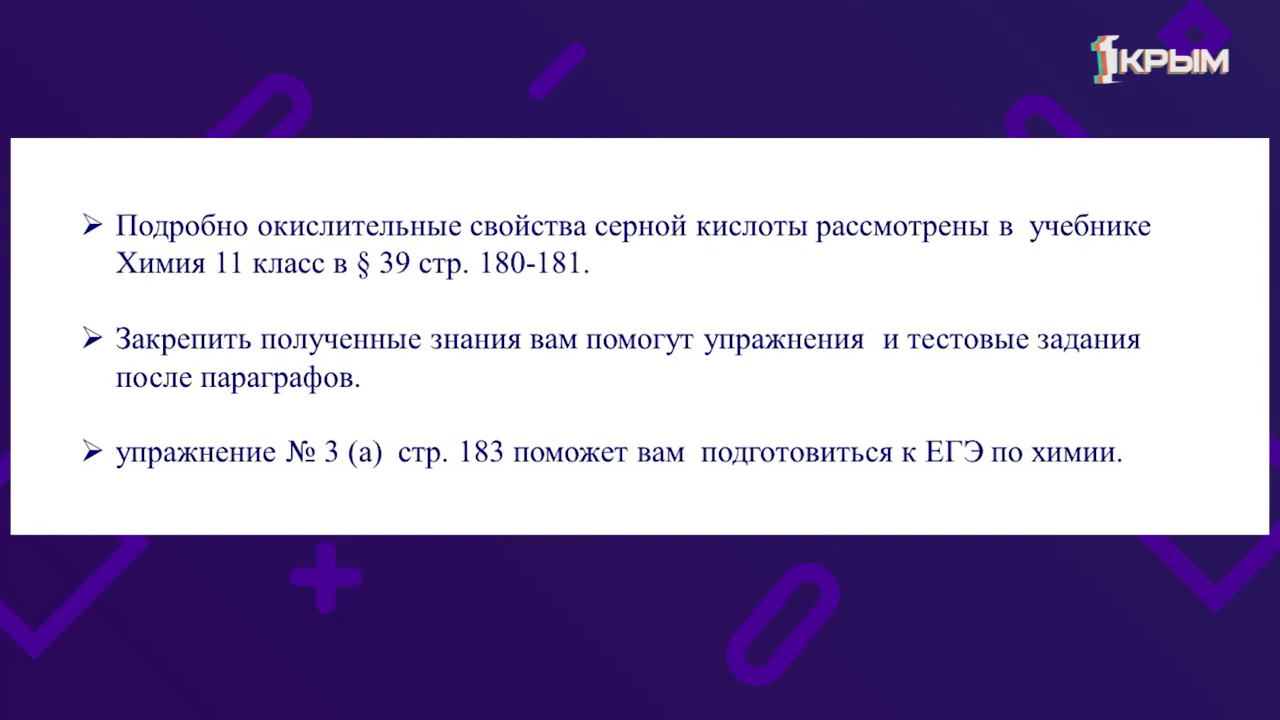 1КРЫМ
➢ Подробно окислительные свойства серной кислоты рассмотрены в учебнике
Химия 11 класс в § 39 стр. 180-181.
➢ Закрепить полученные знания вам помогут упражнения и тестовые задания
после параграфов.
➢ упражнение № 3 (а) стр. 183 поможет вам подготовиться к ЕГЭ по химии.